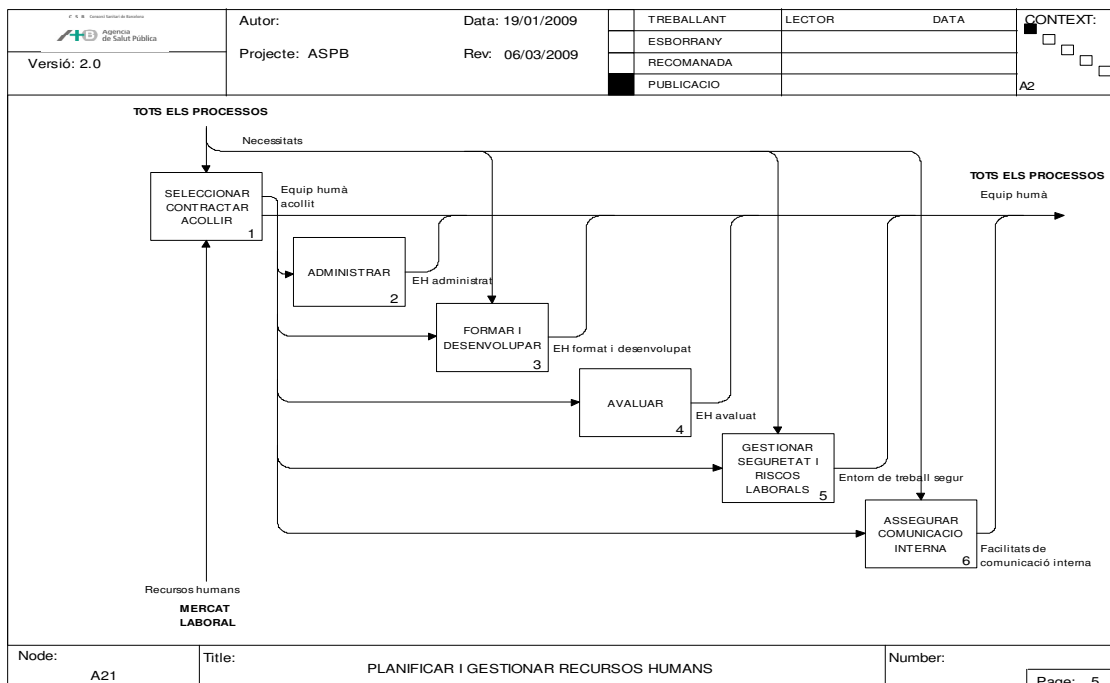 C S B Consorci Sanitari de Barcelona
Agència
de Salut Pública
Versió: 2.0
Autor:
Data: 19/01/2009
Projecte: ASPB
Rev: 06/03/2009
TREBALLANT
LECTOR
DATA
ESBORRANY
RECOMANADA
PUBLICACIO
CONTEXT:
A2
TOTS ELS PROCESSOS
Necessitats
SELECCIONAR
CONTRACTAR
ACOLLIR
1
Equip humà
acollit
TOTS ELS PROCESSOS
Equip humà
ADMINISTRAR
2
EH administrat
FORMAR I
DESENVOLUPAR
3
EH format i desenvolupat
AVALUAR
4
EH avaluat
GESTIONAR
SEGURETAT I
RISCOS
LABORALS
5
Entorn de treball segur
ASSEGURAR
COMUNICACIO
INTERNA
6
Facilitats de
comunicació interna
Recursos humans
MERCAT
LABORAL
Node:
A21
Title:
PLANIFICAR I GESTIONAR RECURSOS HUMANS
Number:
Page: 5